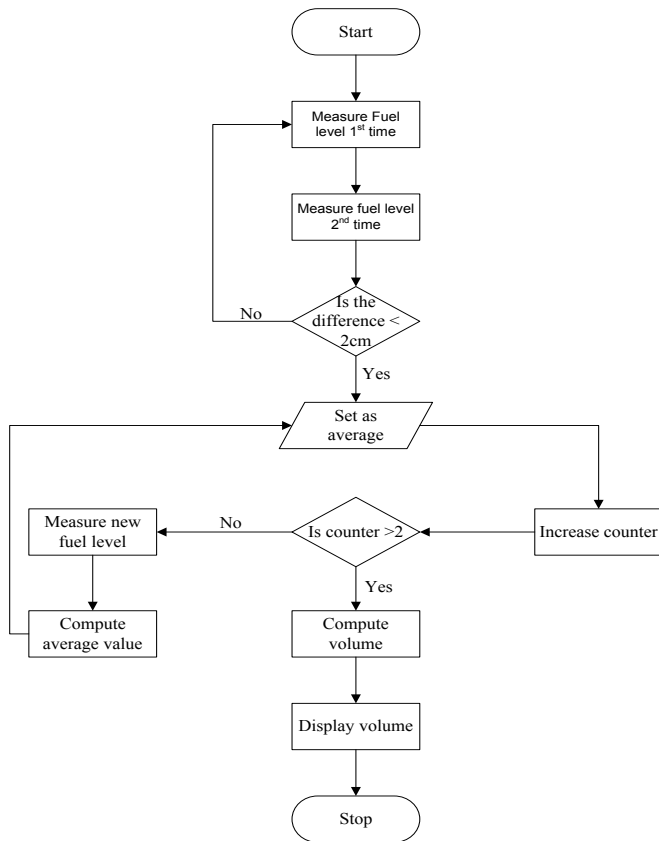 Start
Measure Fuel
level 1st time
Measure fuel level
2nd time
Is the
difference <
2cm
No
Yes
Set as
average
Measure new
fuel level
No
Is counter >2
Increase counter
Yes
Compute
average value
Compute
volume
Display volume
Stop